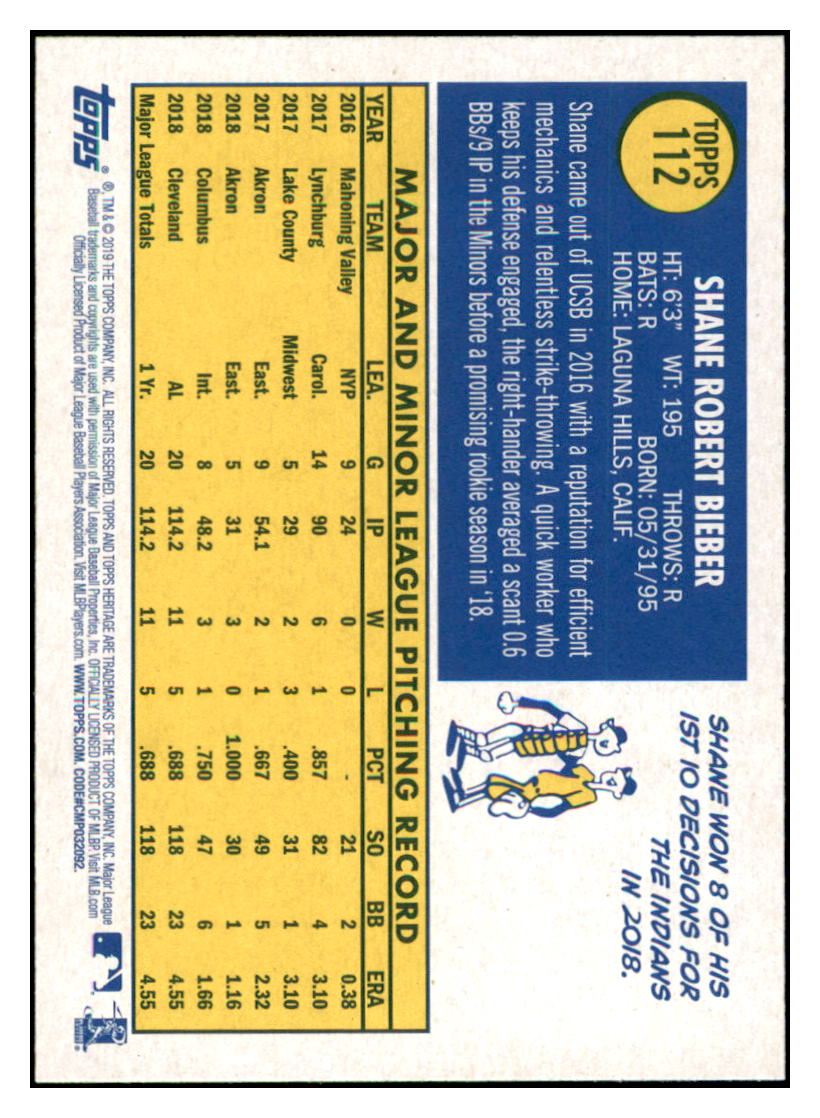 TOPPS
112
SHANE ROBERT BIEBER
HT: 6'3" WT: 195 THROWS: R
BATS: R BORN: 05/31/95
HOME: LAGUNA HILLS, CALIF.
Shane came out of UCSB in 2016 with a reputation for efficient
mechanics and relentless strike-throwing. A quick worker who
keeps his defense engaged, the right-hander averaged a scant 0.6
BBs/9 IP in the Minors before a promising rookie season in '18.
SHANE WON 8 OF HIS
1ST 10 DECISIONS FOR
THE INDIANS
IN 2018.
MAJOR AND MINOR LEAGUE PITCHING RECORD
YEAR TEAM LEA. G IP W L PCT SO BB ERA
2016 Mahoning Valley NYP 9 24 0 0 - 21 2 0.38
2017 Lynchburg Carol. 14 90 6 1 .857 82 4 3.10
2017 Lake County Midwest 5 29 2 3 .400 31 1 3.10
2017 Akron East. 9 54.1 2 1 .667 49 5 2.32
2018 Akron East. 5 31 3 0 1.000 30 1 1.16
2018 Columbus Int. 8 48.2 3 1 .750 47 6 1.66
2018 Cleveland AL 20 114.2 11 5 .688 118 23 4.55
Major League Totals 1 Yr. 20 114.2 11 5 .688 118 23 4.55
topps®
®, TM & © 2019 THE TOPPS COMPANY, INC. ALL RIGHTS RESERVED. TOPPS AND TOPPS HERITAGE ARE TRADEMARKS OF THE TOPPS COMPANY, INC. Major League
Baseball trademarks and copyrights are used with permission of Major League Baseball Properties, Inc. OFFICIALLY LICENSED PRODUCT OF MLBP. Visit MLB.com
Officially Licensed Product of Major League Baseball Players Association. Visit MLBPlayers.com. WWW.TOPPS.COM. CODE#CMP032092.